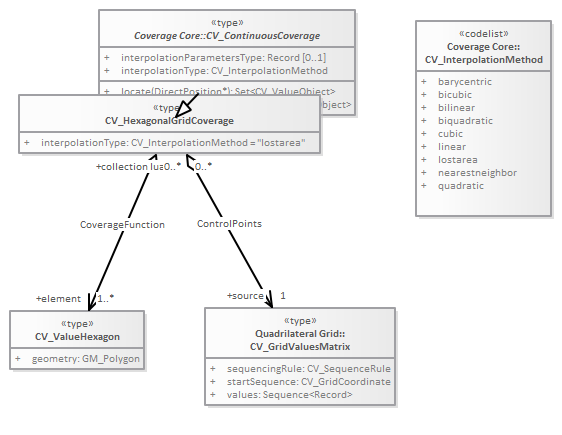 «type»
Coverage Core::CV_ContinuousCoverage
+ interpolationParametersType: Record [0..1]
+ interpolationType: CV_InterpolationMethod
+ locate(DirectPosition*): Set<CV_ValueObject>
bject>
«type»
CV_HexagonalGridCoverage
+ interpolationType: CV_InterpolationMethod = "lostarea"
«codelist»
Coverage Core::
CV_InterpolationMethod
+ barycentric
+ bicubic
+ bilinear
+ biquadratic
+ cubic
+ linear
+ lostarea
+ nearestneighbor
+ quadratic
+collection
0..*
0..*
CoverageFunction
ControlPoints
+element
1..*
+source
1
«type»
CV_ValueHexagon
+ geometry: GM_Polygon
«type»
Quadrilateral Grid::
CV_GridValuesMatrix
+ sequencingRule: CV_SequenceRule
+ startSequence: CV_GridCoordinate
+ values: Sequence<Record>